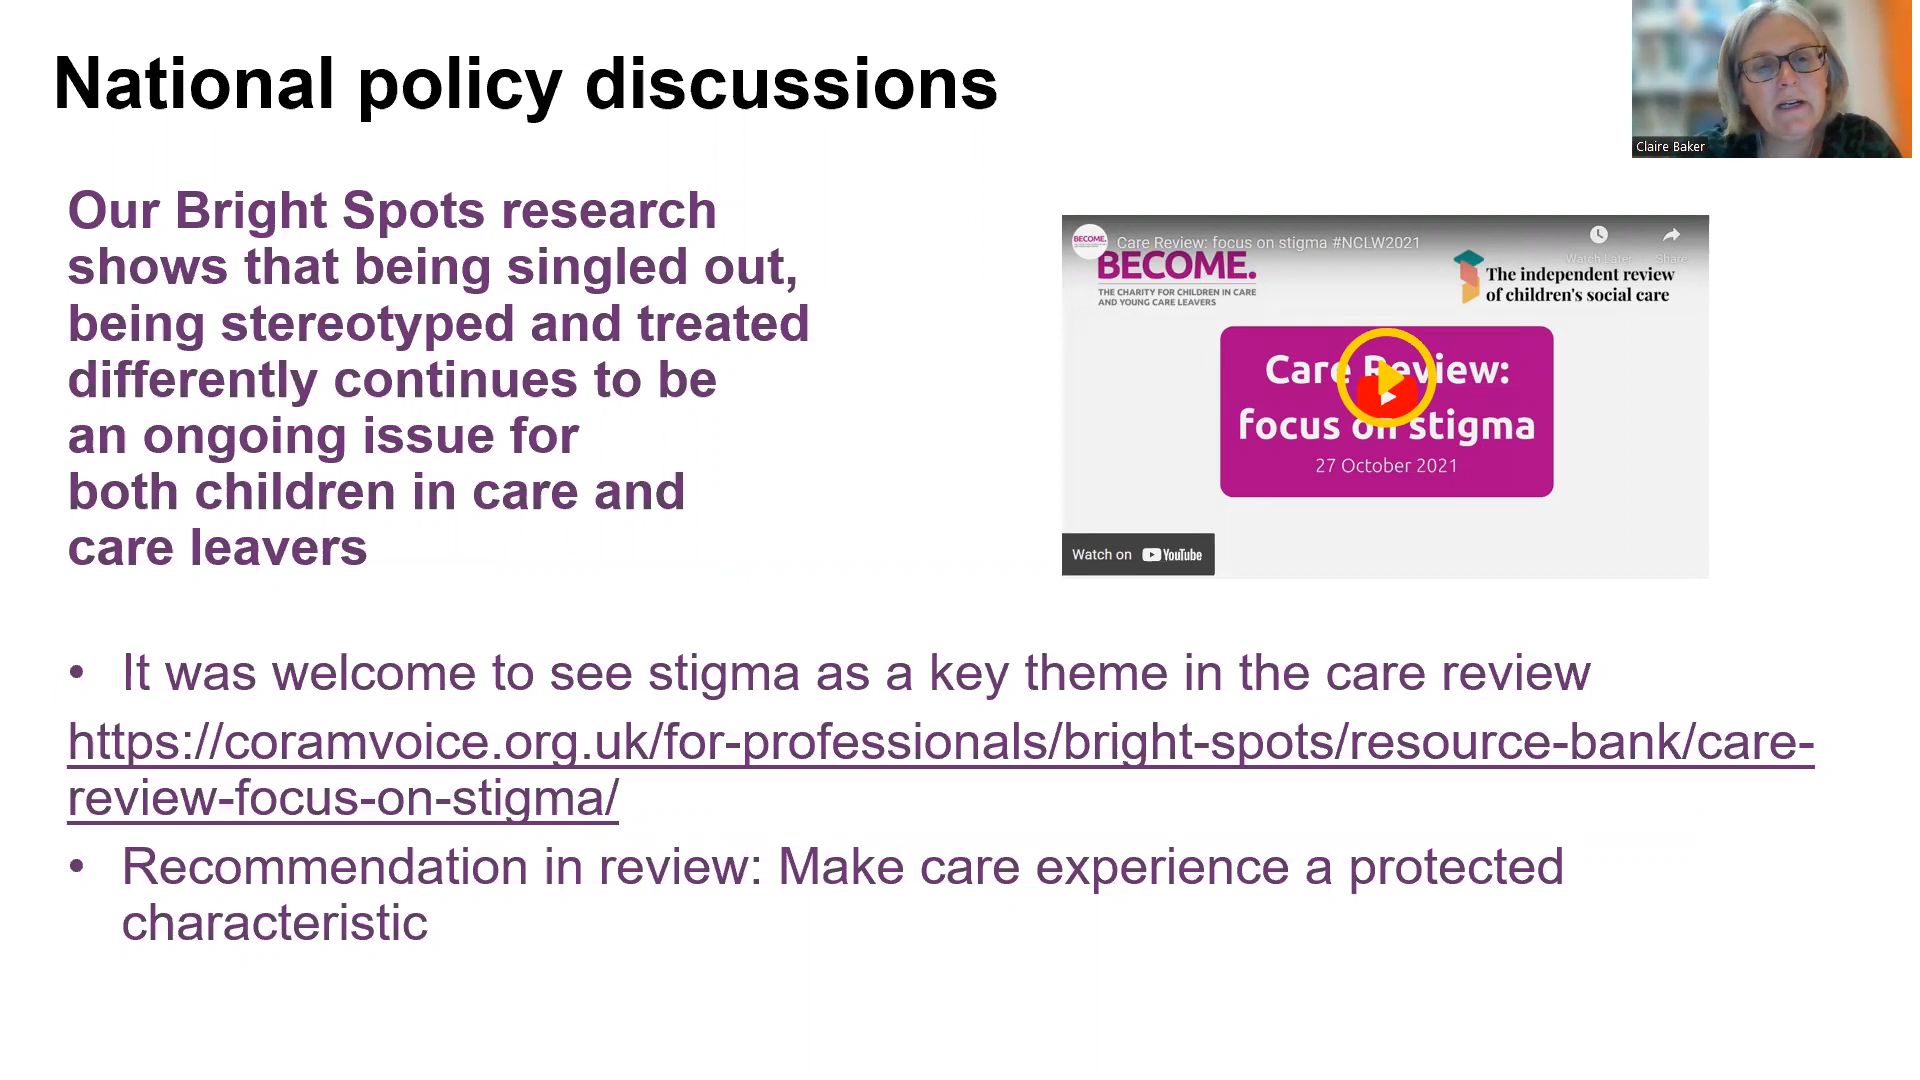 National policy discussions
Claire Baker
Our Bright Spots research
shows that being singled out,
being stereotyped and treated
differently continues to be
an ongoing issue for
both children in care and
care leavers
BECOME.
Care Review: focus on stigma #NCLW2021
Watch Later
Share
BECOME.
THE CHARITY FOR CHILDREN IN CARE
AND YOUNG CARE LEAVERS
The independent review
of children's social care
Care Review:
focus on stigma
27 October 2021
Watch on YouTube
• It was welcome to see stigma as a key theme in the care review
https://coramvoice.org.uk/for-professionals/bright-spots/resource-bank/care-
review-focus-on-stigma/
• Recommendation in review: Make care experience a protected
characteristic